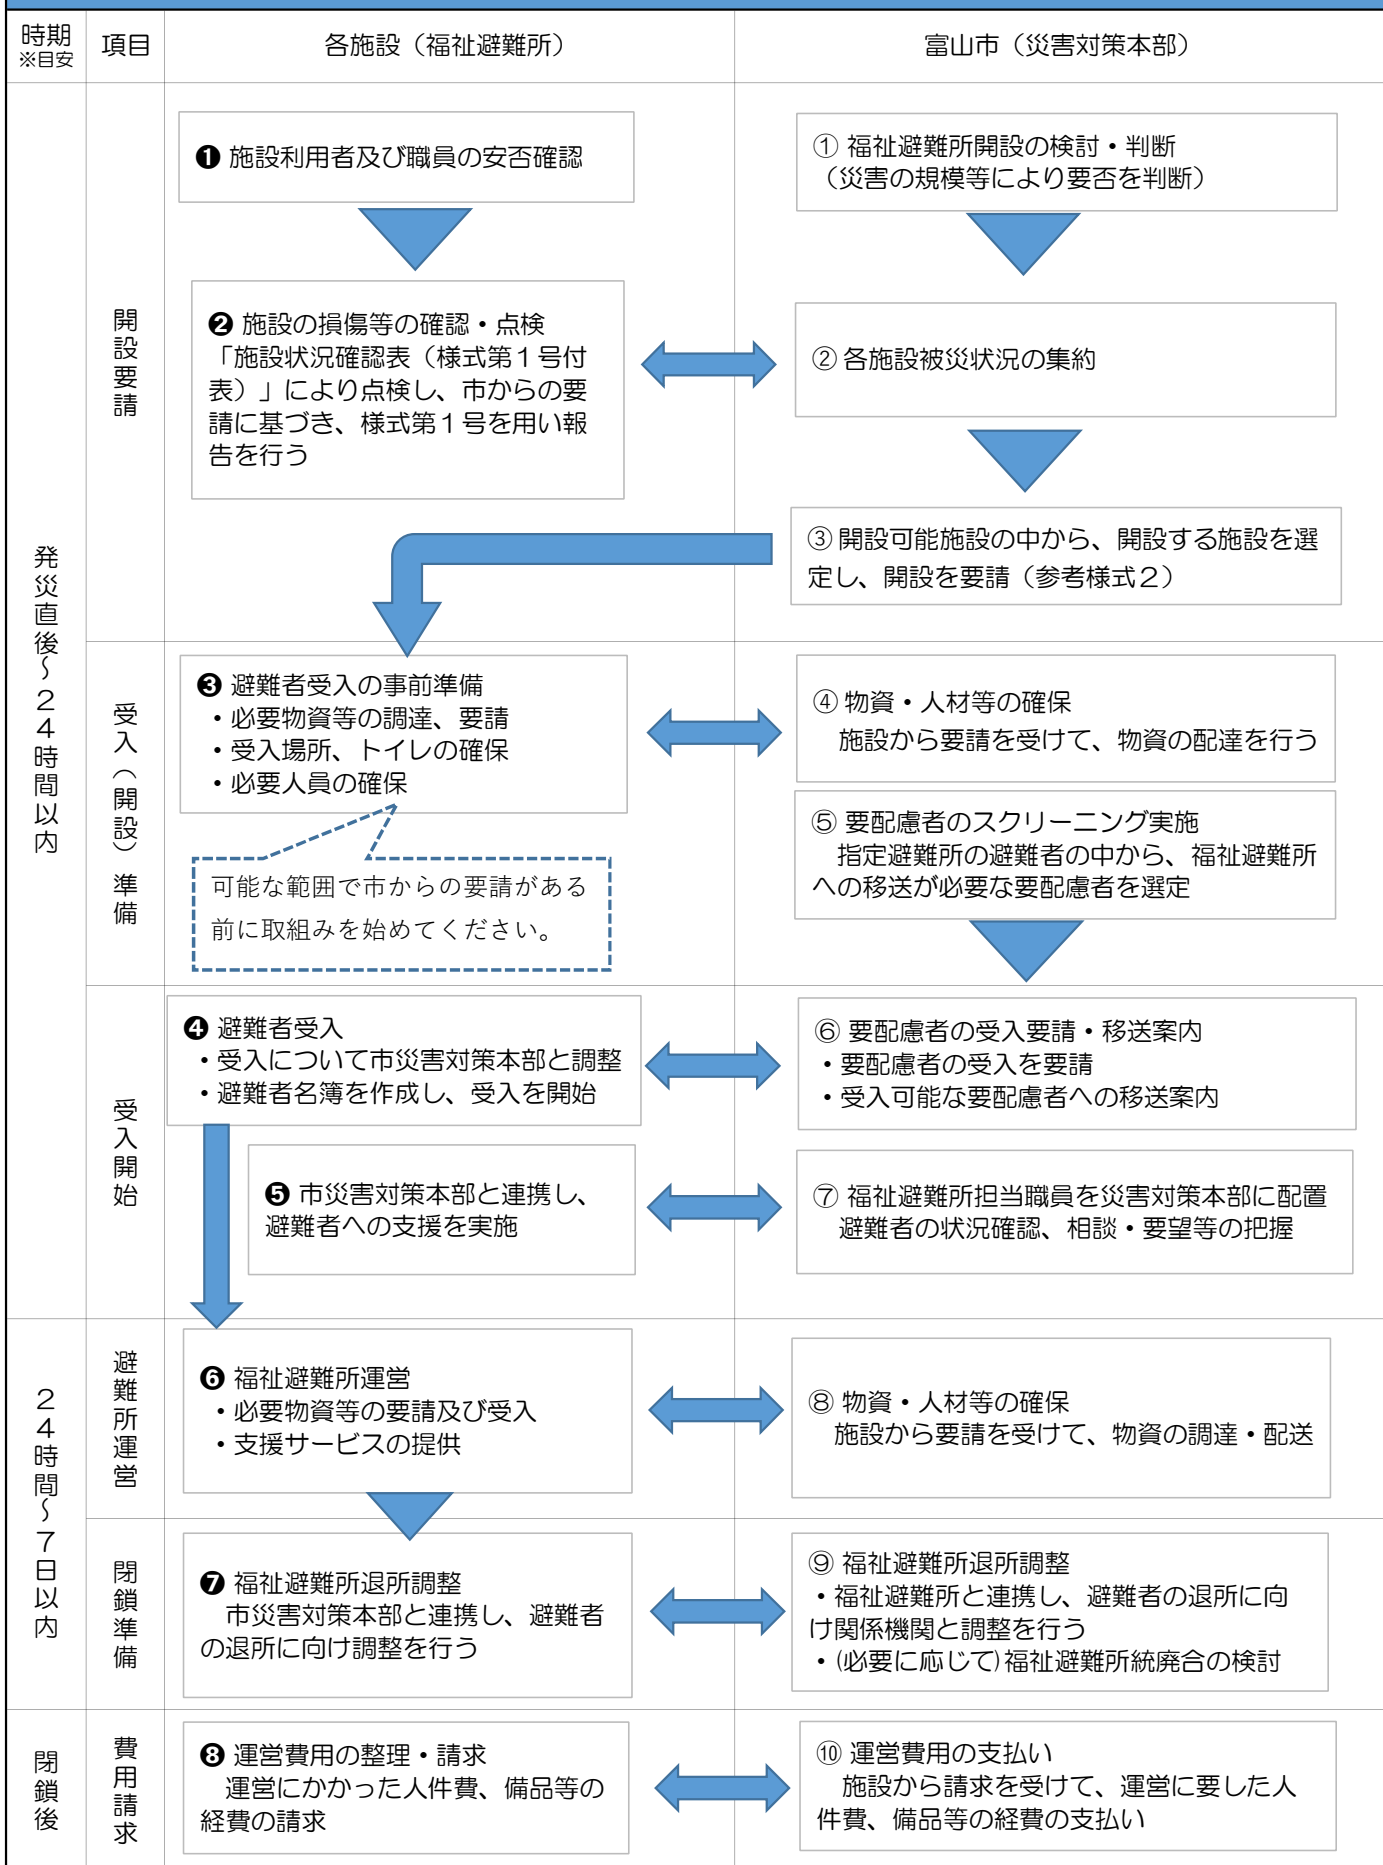 時期
※目安
項目
各施設（福祉避難所）
富山市（災害対策本部）
発災直後～２４時間以内
開設要請
❶ 施設利用者及び職員の安否確認
① 福祉避難所開設の検討・判断
（災害の規模等により要否を判断）
❷ 施設の損傷等の確認・点検
「施設状況確認表（様式第１号付
表）」により点検し、市からの要
請に基づき、様式第１号を用い報
告を行う
② 各施設被災状況の集約
③ 開設可能施設の中から、開設する施設を選
定し、開設を要請（参考様式２）
受入（開設）準備
❸ 避難者受入の事前準備
・必要物資等の調達、要請
・受入場所、トイレの確保
・必要人員の確保
可能な範囲で市からの要請がある
前に取組みを始めてください。
④ 物資・人材等の確保
施設から要請を受けて、物資の配達を行う
⑤ 要配慮者のスクリーニング実施
指定避難所の避難者の中から、福祉避難所
への移送が必要な要配慮者を選定
受入開始
❹ 避難者受入
・受入について市災害対策本部と調整
・避難者名簿を作成し、受入を開始
⑥ 要配慮者の受入要請・移送案内
・要配慮者の受入を要請
・受入可能な要配慮者への移送案内
❺ 市災害対策本部と連携し、
避難者への支援を実施
⑦ 福祉避難所担当職員を災害対策本部に配置
避難者の状況確認、相談・要望等の把握
２４時間～７日以内
避難所運営
❻ 福祉避難所運営
・必要物資等の要請及び受入
・支援サービスの提供
⑧ 物資・人材等の確保
施設から要請を受けて、物資の調達・配送
閉鎖準備
❼ 福祉避難所退所調整
市災害対策本部と連携し、避難者
の退所に向け調整を行う
⑨ 福祉避難所退所調整
・福祉避難所と連携し、避難者の退所に向
け関係機関と調整を行う
・(必要に応じて)福祉避難所統廃合の検討
閉鎖後
費用請求
❽ 運営費用の整理・請求
運営にかかった人件費、備品等の
経費の請求
⑩ 運営費用の支払い
施設から請求を受けて、運営に要した人
件費、備品等の経費の支払い